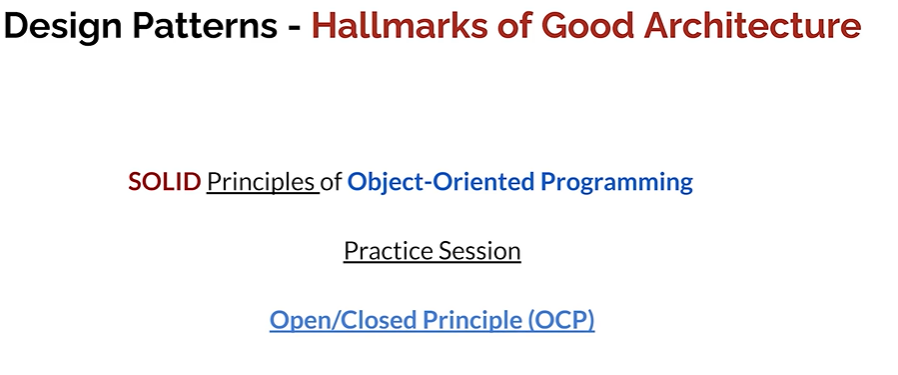 Design Patterns - Hallmarks of Good Architecture
SOLID Principles of Object-Oriented Programming
Practice Session
Open/Closed Principle (OCP)